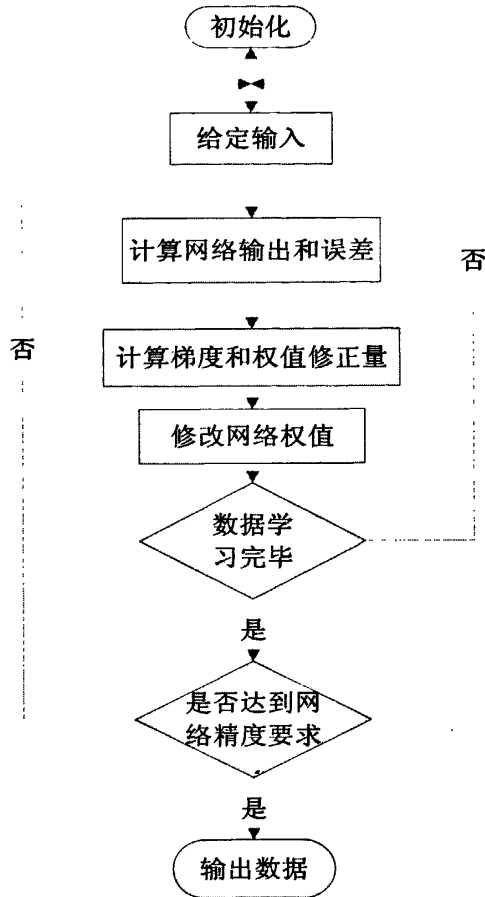 初始化
给定输入
计算网络输出和误差
否
否
计算梯度和权值修正量
修改网络权值
数据学
习完毕
是
是否达到网
络精度要求
是
输出数据